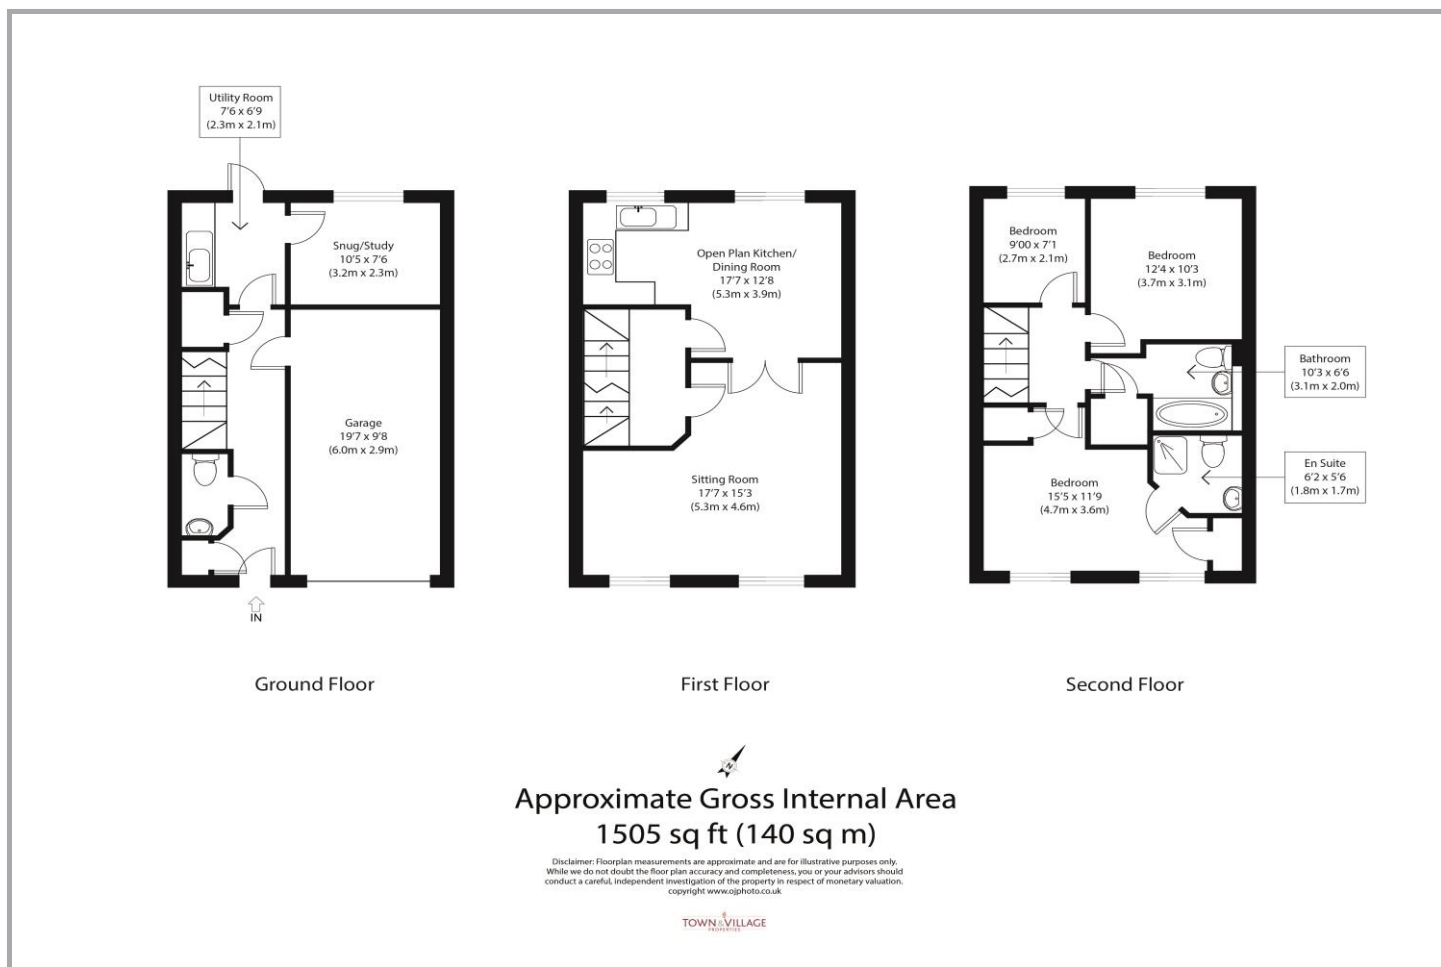 Utility Room
7'6 x 6'9
(2.3m x 2.1m)
Snug/Study
10'5 x 7'6
(3.2m x 2.3m)
Garage
19'7 x 9'8
(6.0m x 2.9m)
IN
Ground Floor
Open Plan Kitchen/
Dining Room
17'7 x 12'8
(5.3m x 3.9m)
Sitting Room
17'7 x 15'3
(5.3m x 4.6m)
First Floor
Bedroom
9'00 x 7'1
(2.7m x 2.1m)
Bedroom
12'4 x 10'3
(3.7m x 3.1m)
Bathroom
10'3 x 6'6
(3.1m x 2.0m)
En Suite
6'2 x 5'6
(1.8m x 1.7m)
Bedroom
15'5 x 11'9
(4.7m x 3.6m)
Second Floor
N
Approximate Gross Internal Area
1505 sq ft (140 sq m)
Disclaimer: Floorplan measurements are approximate and are for illustrative purposes only.
While we do not doubt the floor plan accuracy and completeness, you or your advisors should
conduct a careful, independent investigation of the property in respect of monetary valuation.
copyright www.ojphoto.co.uk
TOWN & VILLAGE
PROPERTIES